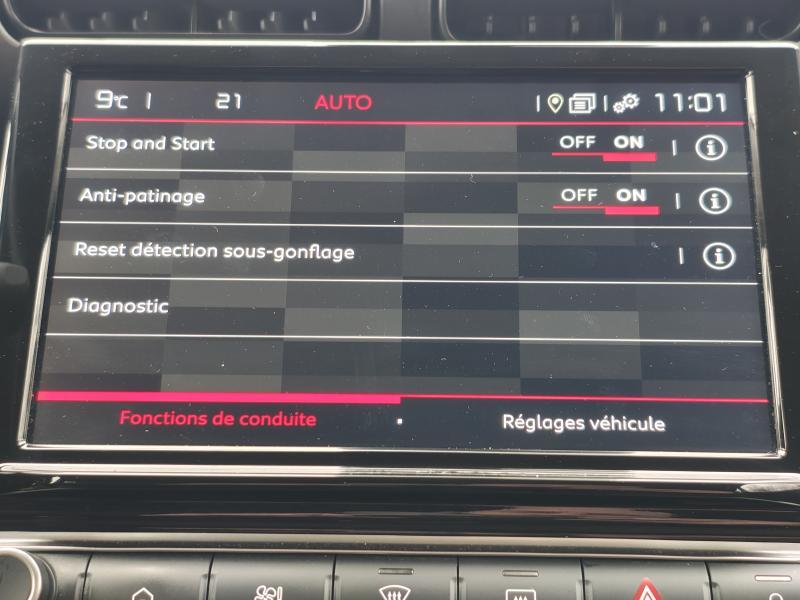 9°C 21 AUTO 11:01
Stop and Start OFF ON
Anti-patinage OFF ON
Reset détection sous-gonflage
Diagnostic
Fonctions de conduite Réglages véhicule